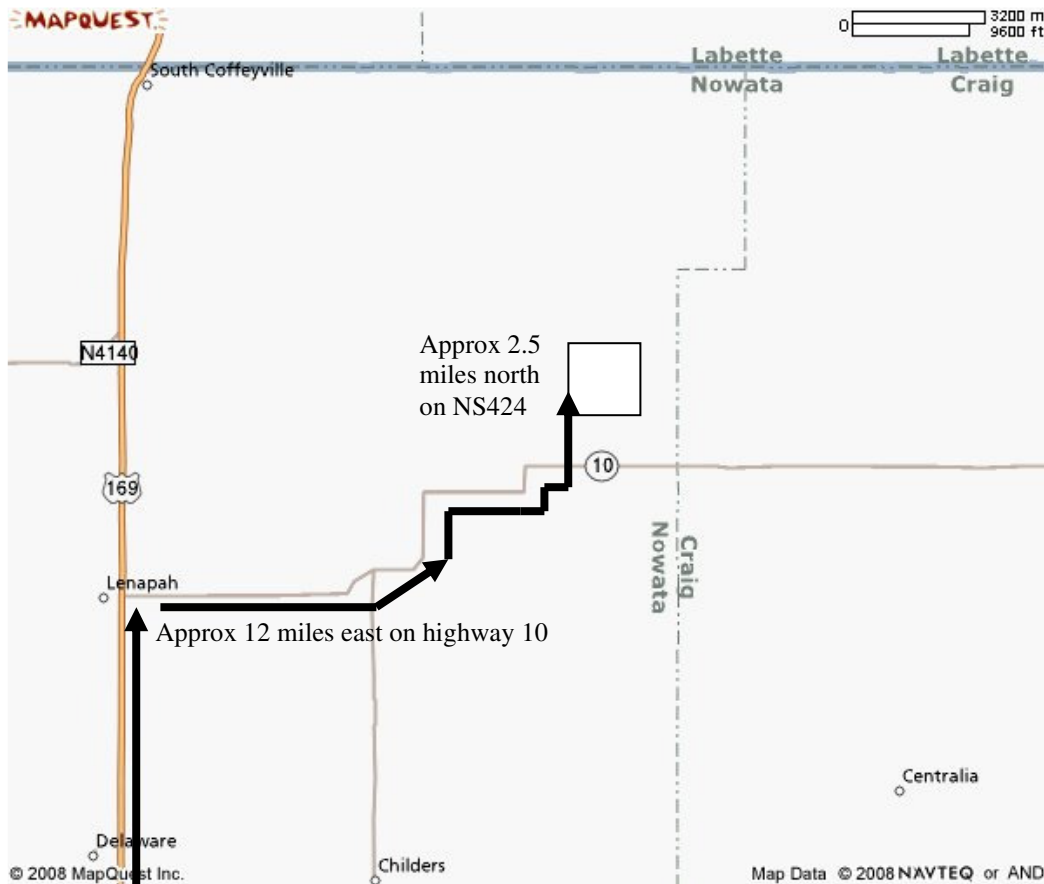 MAPQUEST
0
3200 m
9600 ft
South Coffeyville
Labette
Nowata
Labette
Craig
N4140
Approx 2.5
miles north
on NS424
10
169
Craig
Nowata
Lenapah
Approx 12 miles east on highway 10
Centralia
Delaware
Childers
© 2008 MapQuest Inc.
Map Data © 2008 NAVTEQ or AND